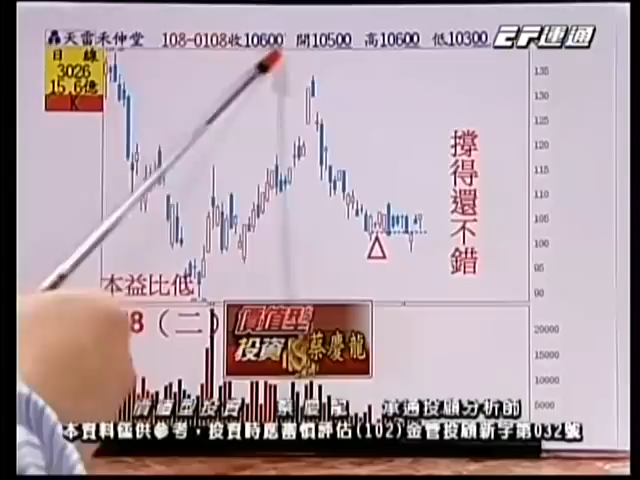 天雷禾伸堂 108-0108收10600 開10500 高10600 低10300
日線
3026
15.6億
K
135
120
115
110
105
100
95
90
撐得還不錯
本益比低
8(二)
價值型
投資 蔡慶龍
20000
15000
10000
5000
價值型投資 蔡慶龍 承通投顧分析師
本資料僅供參考,投資時應審慎評估(102)金管投顧新字第032號